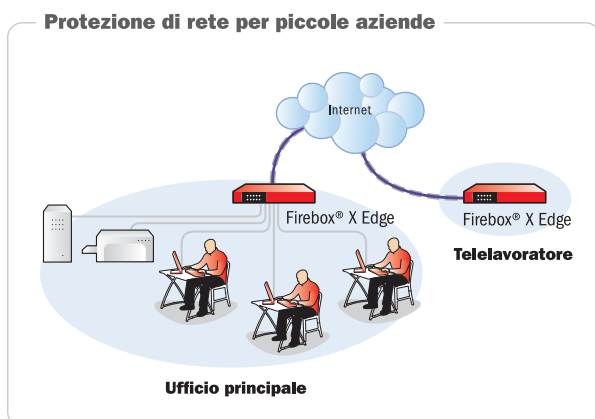 Protezione di rete per piccole aziende
Internet
Firebox® X Edge
Firebox® X Edge
Telelavoratore
Ufficio principale